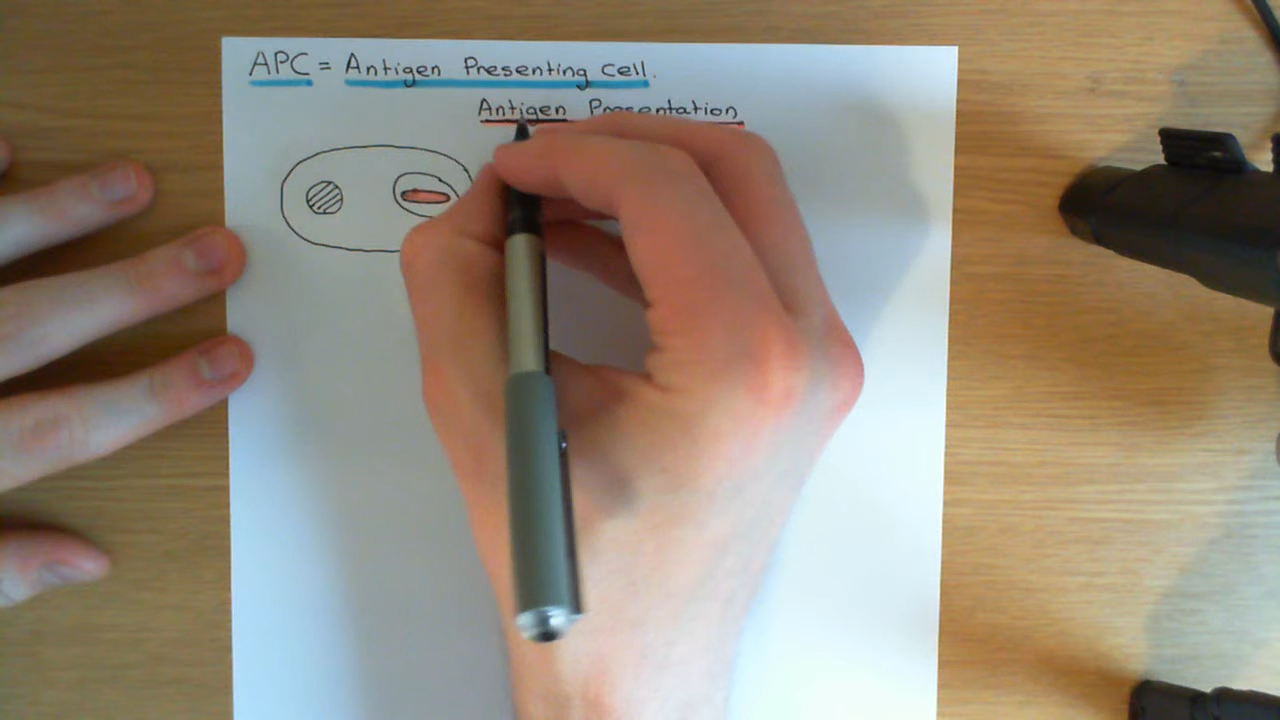 APC = Antigen Presenting Cell.
Antigen Presentation